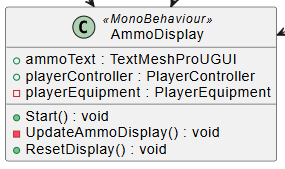 C
«MonoBehaviour»
AmmoDisplay
ammoText : TextMeshProUGUI
playerController : PlayerController
playerEquipment : PlayerEquipment
Start() : void
UpdateAmmoDisplay() : void
ResetDisplay() : void